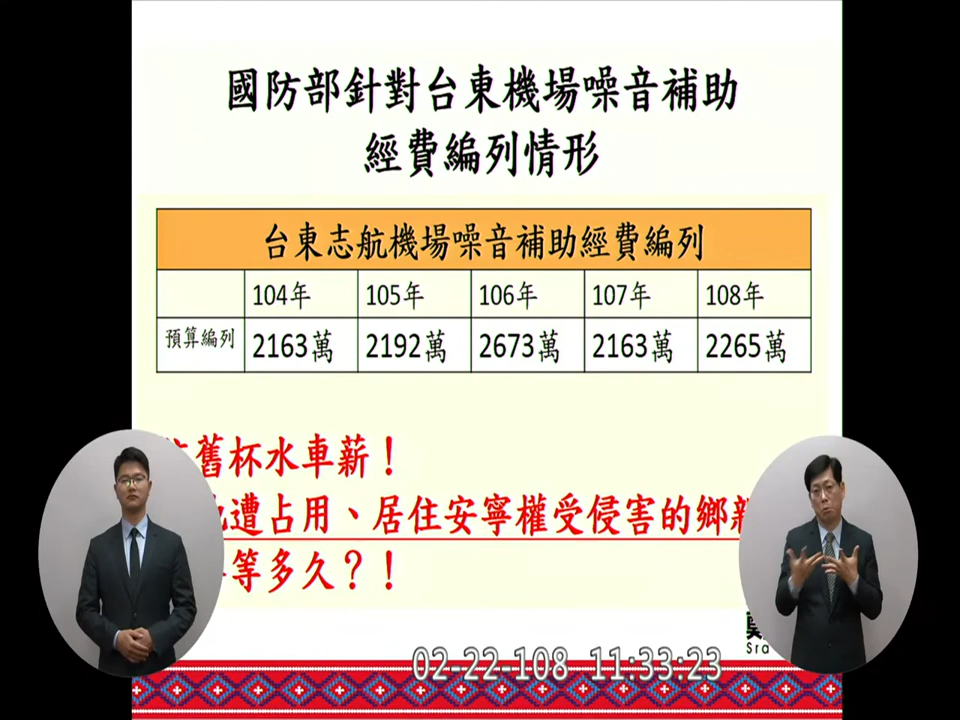 國防部針對台東機場噪音補助
經費編列情形
台東志航機場噪音補助經費編列
104年 105年 106年 107年 108年
預算編列 2163萬 2192萬 2673萬 2163萬 2265萬
舊杯水車薪！
遭占用、居住安寧權受侵害的鄉
等多久？！
Sra
02-22-108 11:33:23